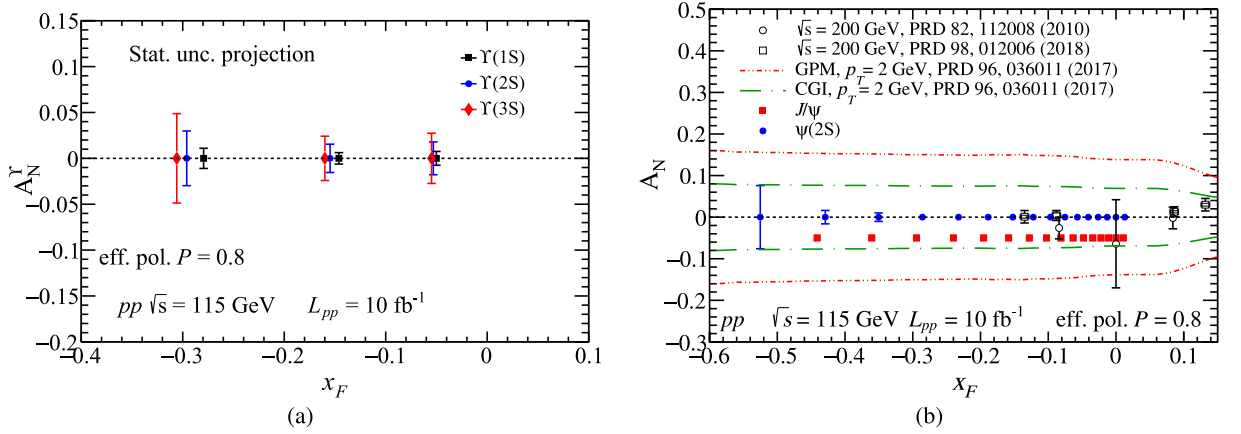 0.15
0.1
0.05
0
−0.05
−0.1
−0.15
−0.2
A_N^ϒ
Stat. unc. projection
ϒ(1S)
ϒ(2S)
ϒ(3S)
eff. pol. P = 0.8
pp √s = 115 GeV L_pp = 10 fb⁻¹
−0.4 −0.3 −0.2 −0.1 0 0.1
x_F
(a)
0.5
0.4
0.3
0.2
0.1
0
−0.1
−0.2
−0.3
A_N
√s = 200 GeV, PRD 82, 112008 (2010)
√s = 200 GeV, PRD 98, 012006 (2018)
GPM, p_T = 2 GeV, PRD 96, 036011 (2017)
CGI, p_T = 2 GeV, PRD 96, 036011 (2017)
J/ψ
ψ(2S)
pp √s = 115 GeV L_pp = 10 fb⁻¹ eff. pol. P = 0.8
−0.6 −0.5 −0.4 −0.3 −0.2 −0.1 0 0.1
x_F
(b)